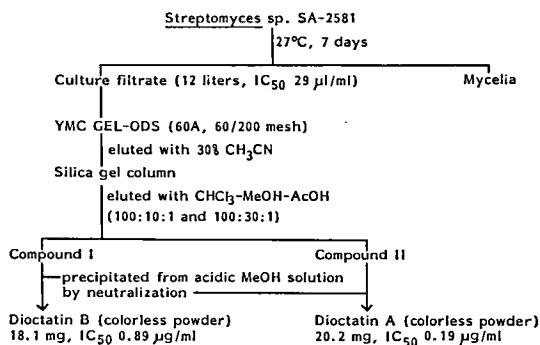 Streptomyces sp. SA-2581
27°C, 7 days
Culture filtrate (12 liters, IC50 29 μl/ml)
Mycelia
YMC GEL-ODS (60A, 60/200 mesh)
eluted with 30% CH3CN
Silica gel column
eluted with CHCl3-MeOH-AcOH
(100:10:1 and 100:30:1)
Compound I
Compound II
precipitated from acidic MeOH solution
by neutralization
Dioctatin B (colorless powder)
18.1 mg, IC50 0.89 μg/ml
Dioctatin A (colorless powder)
20.2 mg, IC50 0.19 μg/ml